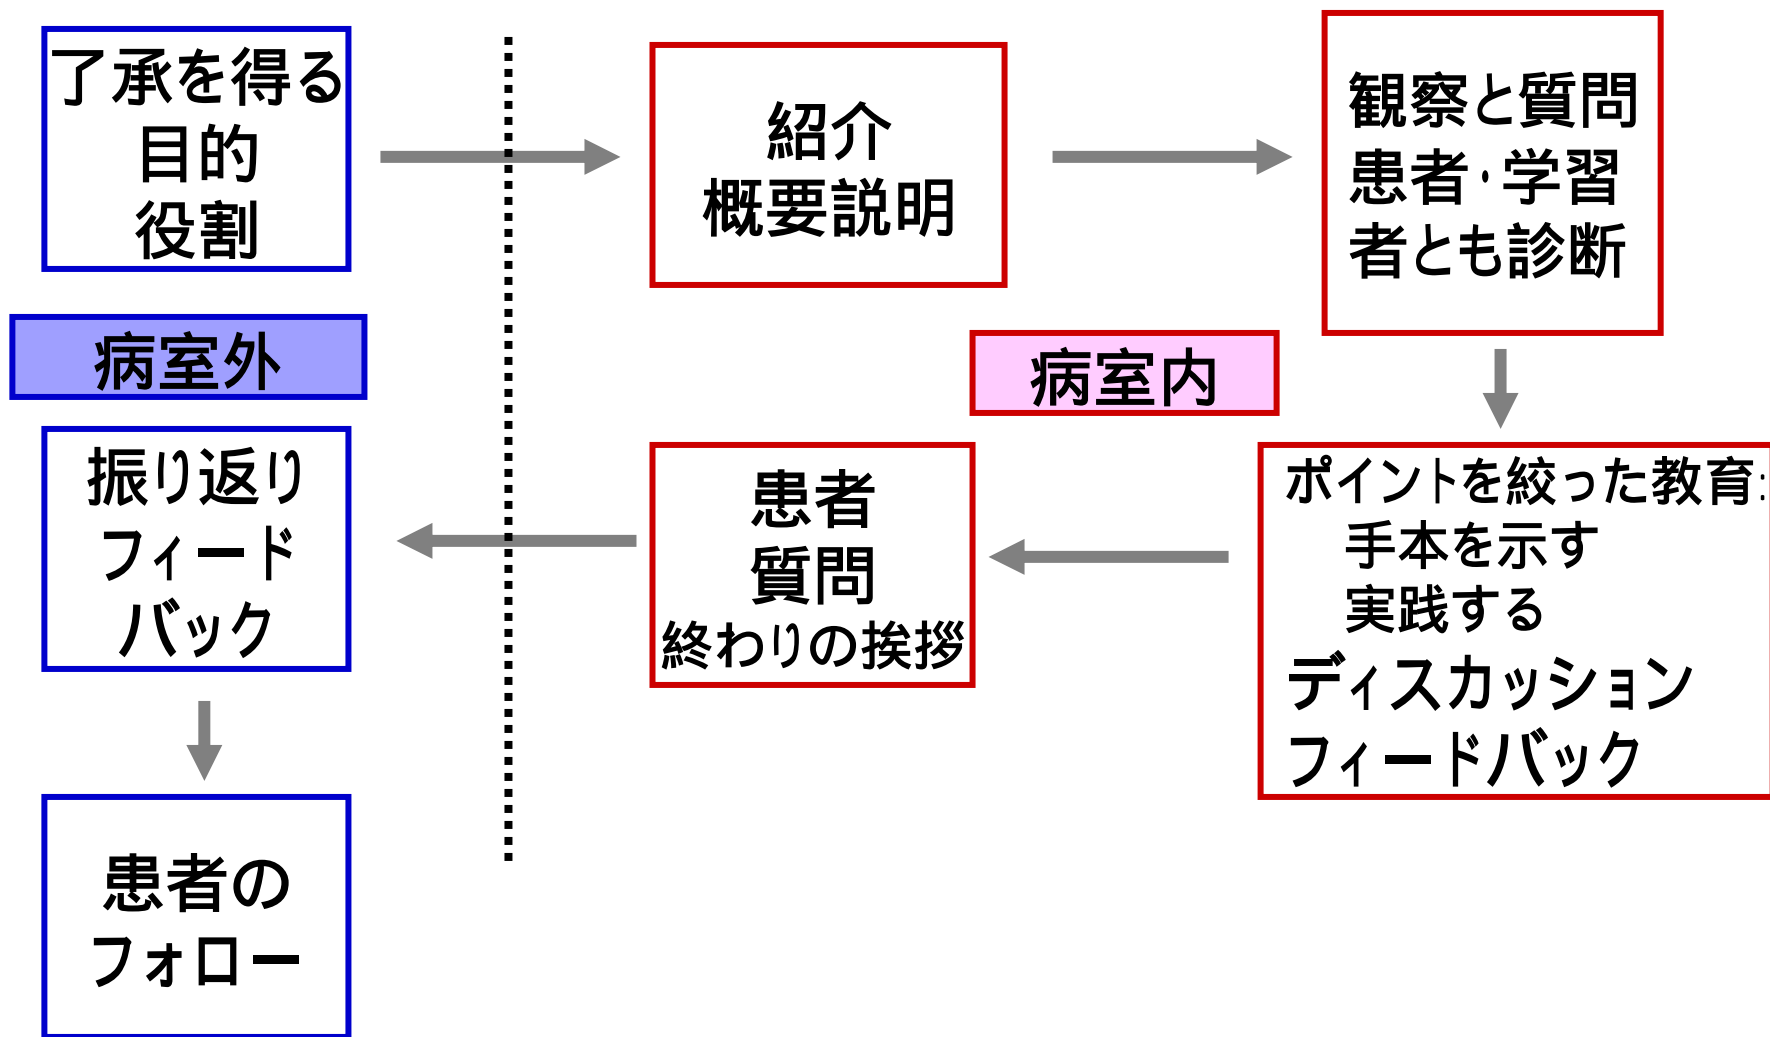 了承を得る
目的
役割
紹介
概要説明
観察と質問
患者・学習
者とも診断
病室外
病室内
ポイントを絞った教育:
手本を示す
実践する
ディスカッション
フィードバック
患者
質問
終わりの挨拶
振り返り
フィード
バック
患者の
フォロー